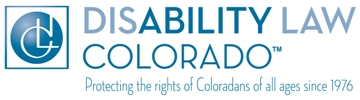 DISABILITY LAW
COLORADO™
Protecting the rights of Coloradans of all ages since 1976